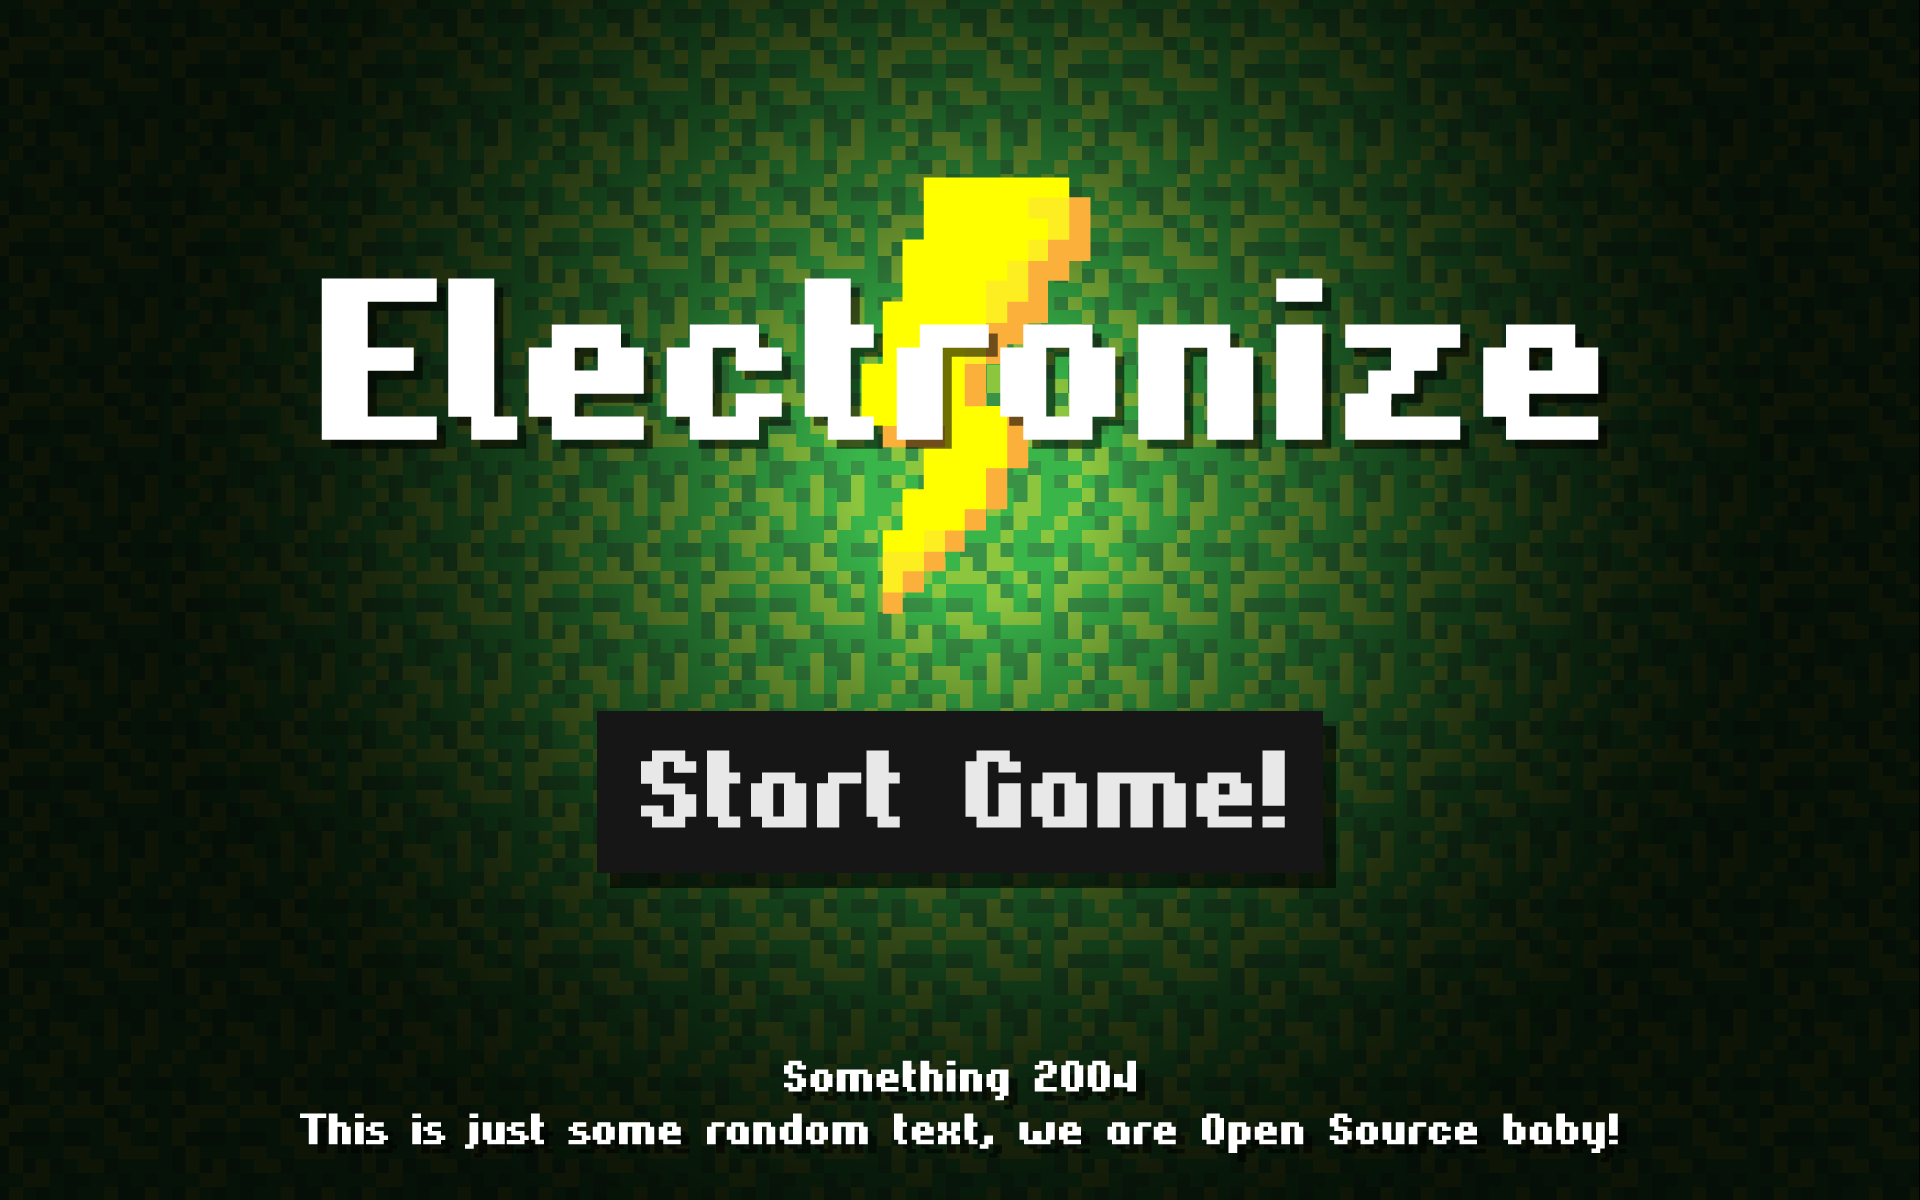 Electronize
Start Game!
Something 2004
This is just some random text, we are Open Source baby!